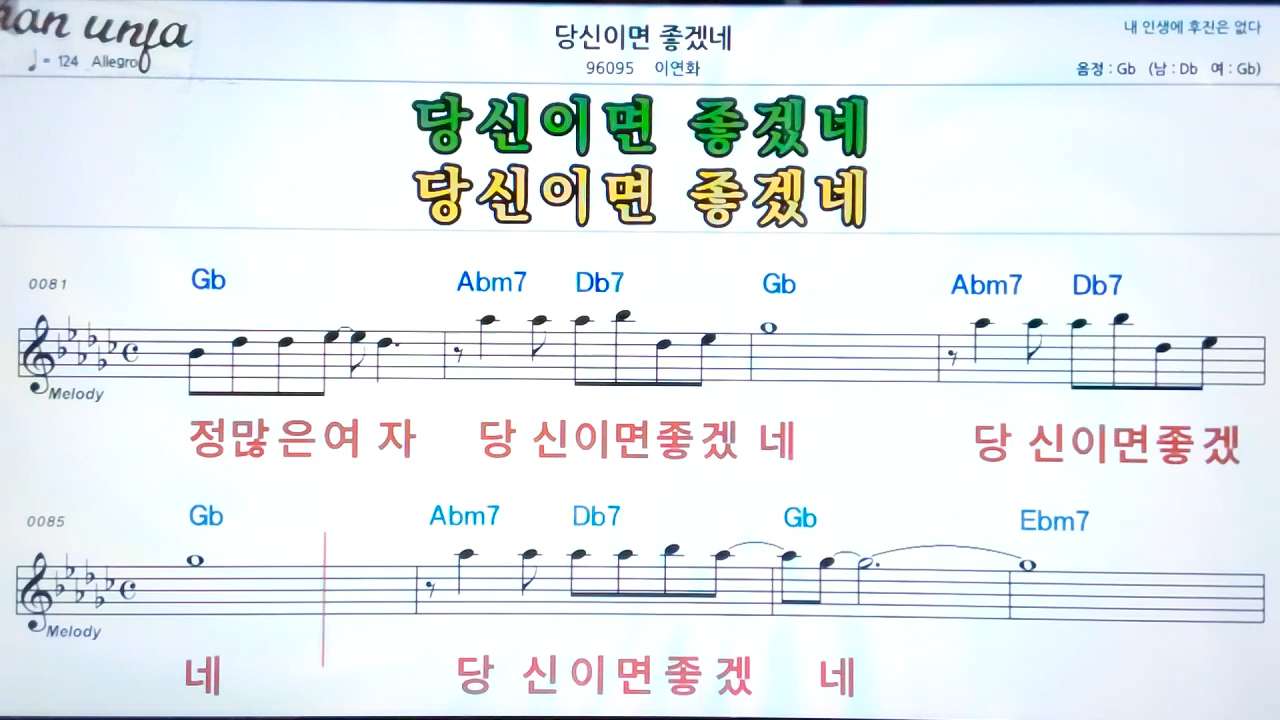 han unfa
♩= 124 Allegro
당신이면 좋겠네
96095 이연화
내 인생에 후진은 없다
음정 : Gb (남 : Db 여 : Gb)
당신이면 좋겠네
당신이면 좋겠네
0081 Gb Abm7 Db7 Gb Abm7 Db7
Melody
정많은여 자 당 신이면좋겠 네 당 신이면좋겠
0085 Gb Abm7 Db7 Gb Ebm7
Melody
네 당 신이면좋겠 네